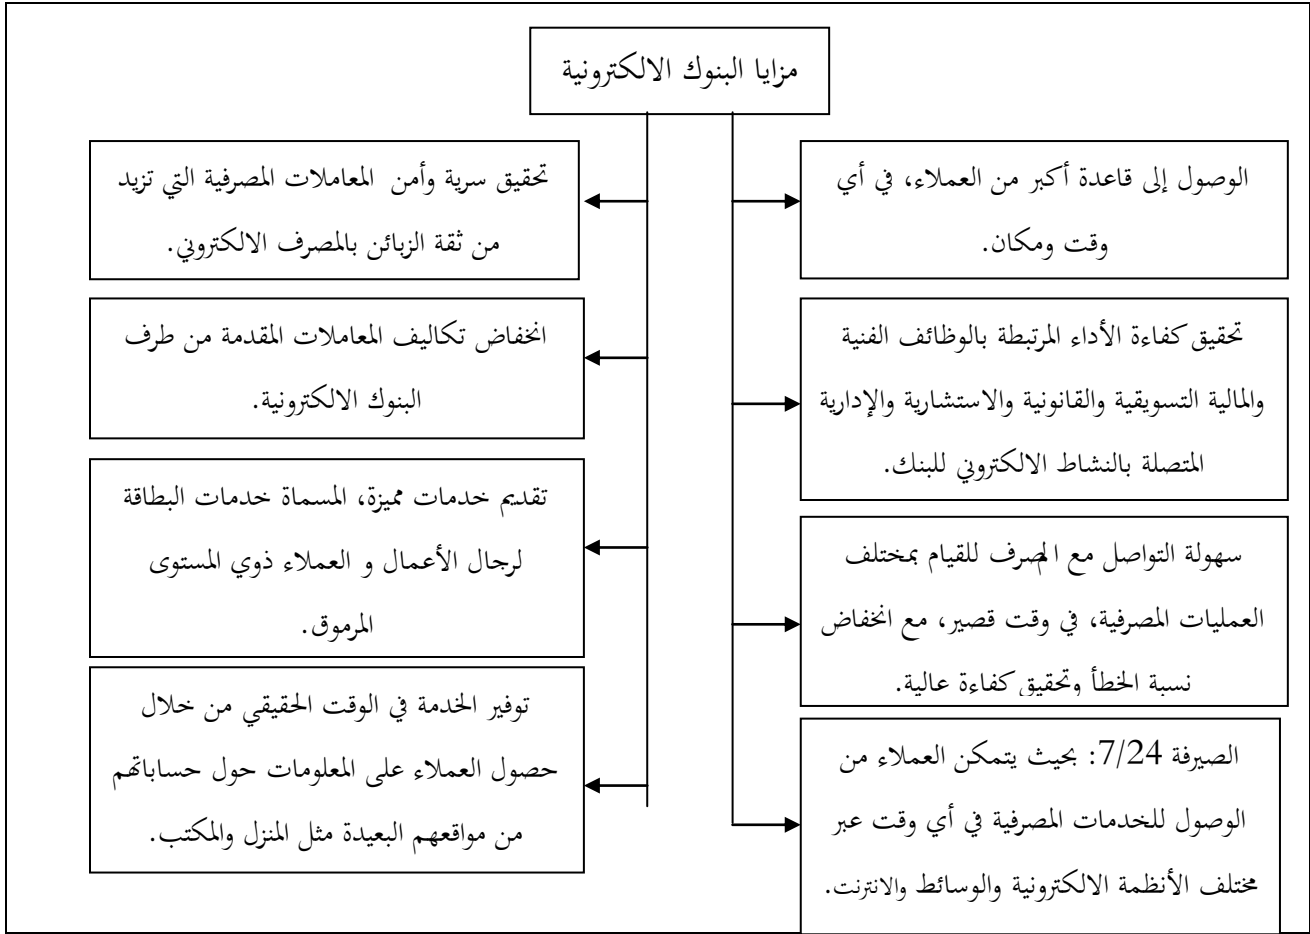 مزايا البنوك الالكترونية
الوصول إلى قاعدة أكبر من العملاء، في أي
وقت ومكان.
تحقيق كفاءة الأداء المرتبطة بالوظائف الفنية
والمالية التسويقية والقانونية والاستشارية والإدارية
المتصلة بالنشاط الالكتروني للبنك.
سهولة التواصل مع المصرف للقيام بمختلف
العمليات المصرفية، في وقت قصير، مع انخفاض
نسبة الخطأ وتحقيق كفاءة عالية.
الصيرفة 7/24: بحيث يتمكن العملاء من
الوصول للخدمات المصرفية في أي وقت عبر
مختلف الأنظمة الالكترونية والوسائط والانترنت.
تحقيق سرية وأمن المعاملات المصرفية التي تزيد
من ثقة الزبائن بالمصرف الالكتروني.
انخفاض تكاليف المعاملات المقدمة من طرف
البنوك الالكترونية.
تقديم خدمات مميزة، المسماة خدمات البطاقة
لرجال الأعمال و العملاء ذوي المستوى
المرموق.
توفير الخدمة في الوقت الحقيقي من خلال
حصول العملاء على المعلومات حول حساباتهم
من مواقعهم البعيدة مثل المنزل والمكتب.